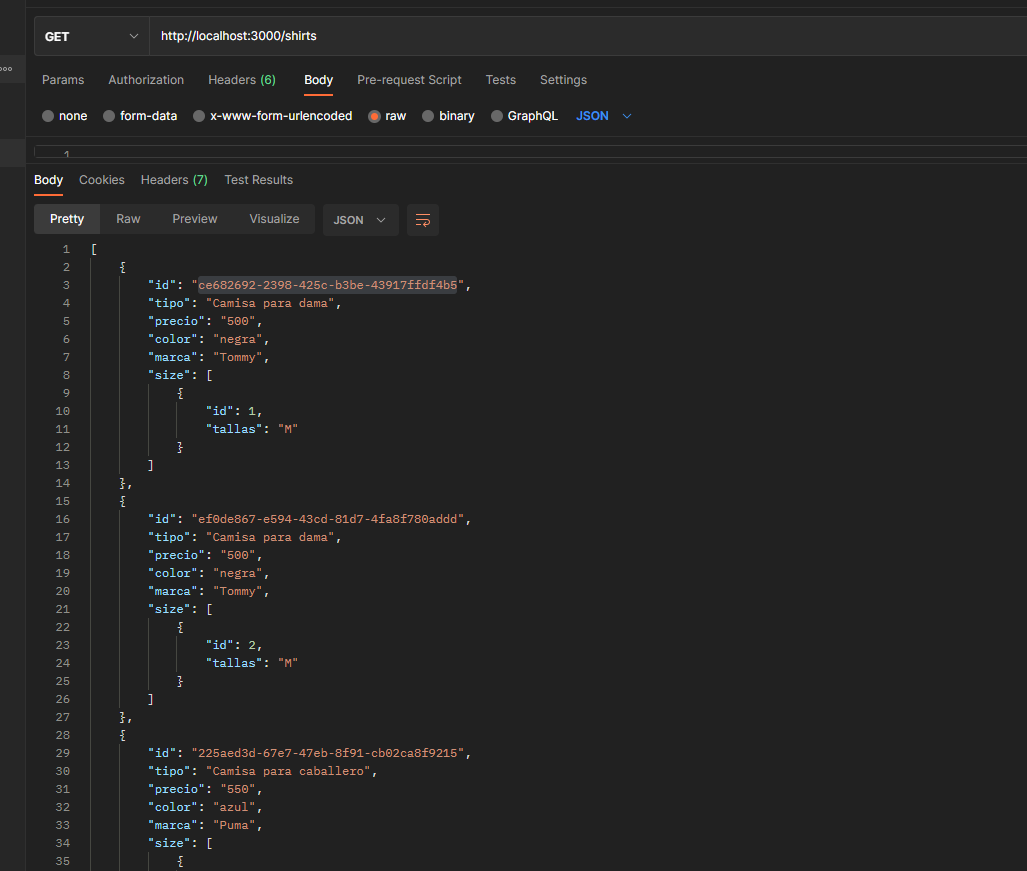 GET http://localhost:3000/shirts
Params Authorization Headers (6) Body Pre-request Script Tests Settings
none form-data x-www-form-urlencoded raw binary GraphQL JSON
1
Body Cookies Headers (7) Test Results
Pretty Raw Preview Visualize JSON
1 [
2 {
3 "id": "ce682692-2398-425c-b3be-43917ffdf4b5",
4 "tipo": "Camisa para dama",
5 "precio": "500",
6 "color": "negra",
7 "marca": "Tommy",
8 "size": [
9 {
10 "id": 1,
11 "tallas": "M"
12 }
13 ]
14 },
15 {
16 "id": "ef0de867-e594-43cd-81d7-4fa8f780addd",
17 "tipo": "Camisa para dama",
18 "precio": "500",
19 "color": "negra",
20 "marca": "Tommy",
21 "size": [
22 {
23 "id": 2,
24 "tallas": "M"
25 }
26 ]
27 },
28 {
29 "id": "225aed3d-67e7-47eb-8f91-cb02ca8f9215",
30 "tipo": "Camisa para caballero",
31 "precio": "550",
32 "color": "azul",
33 "marca": "Puma",
34 "size": [
35 {